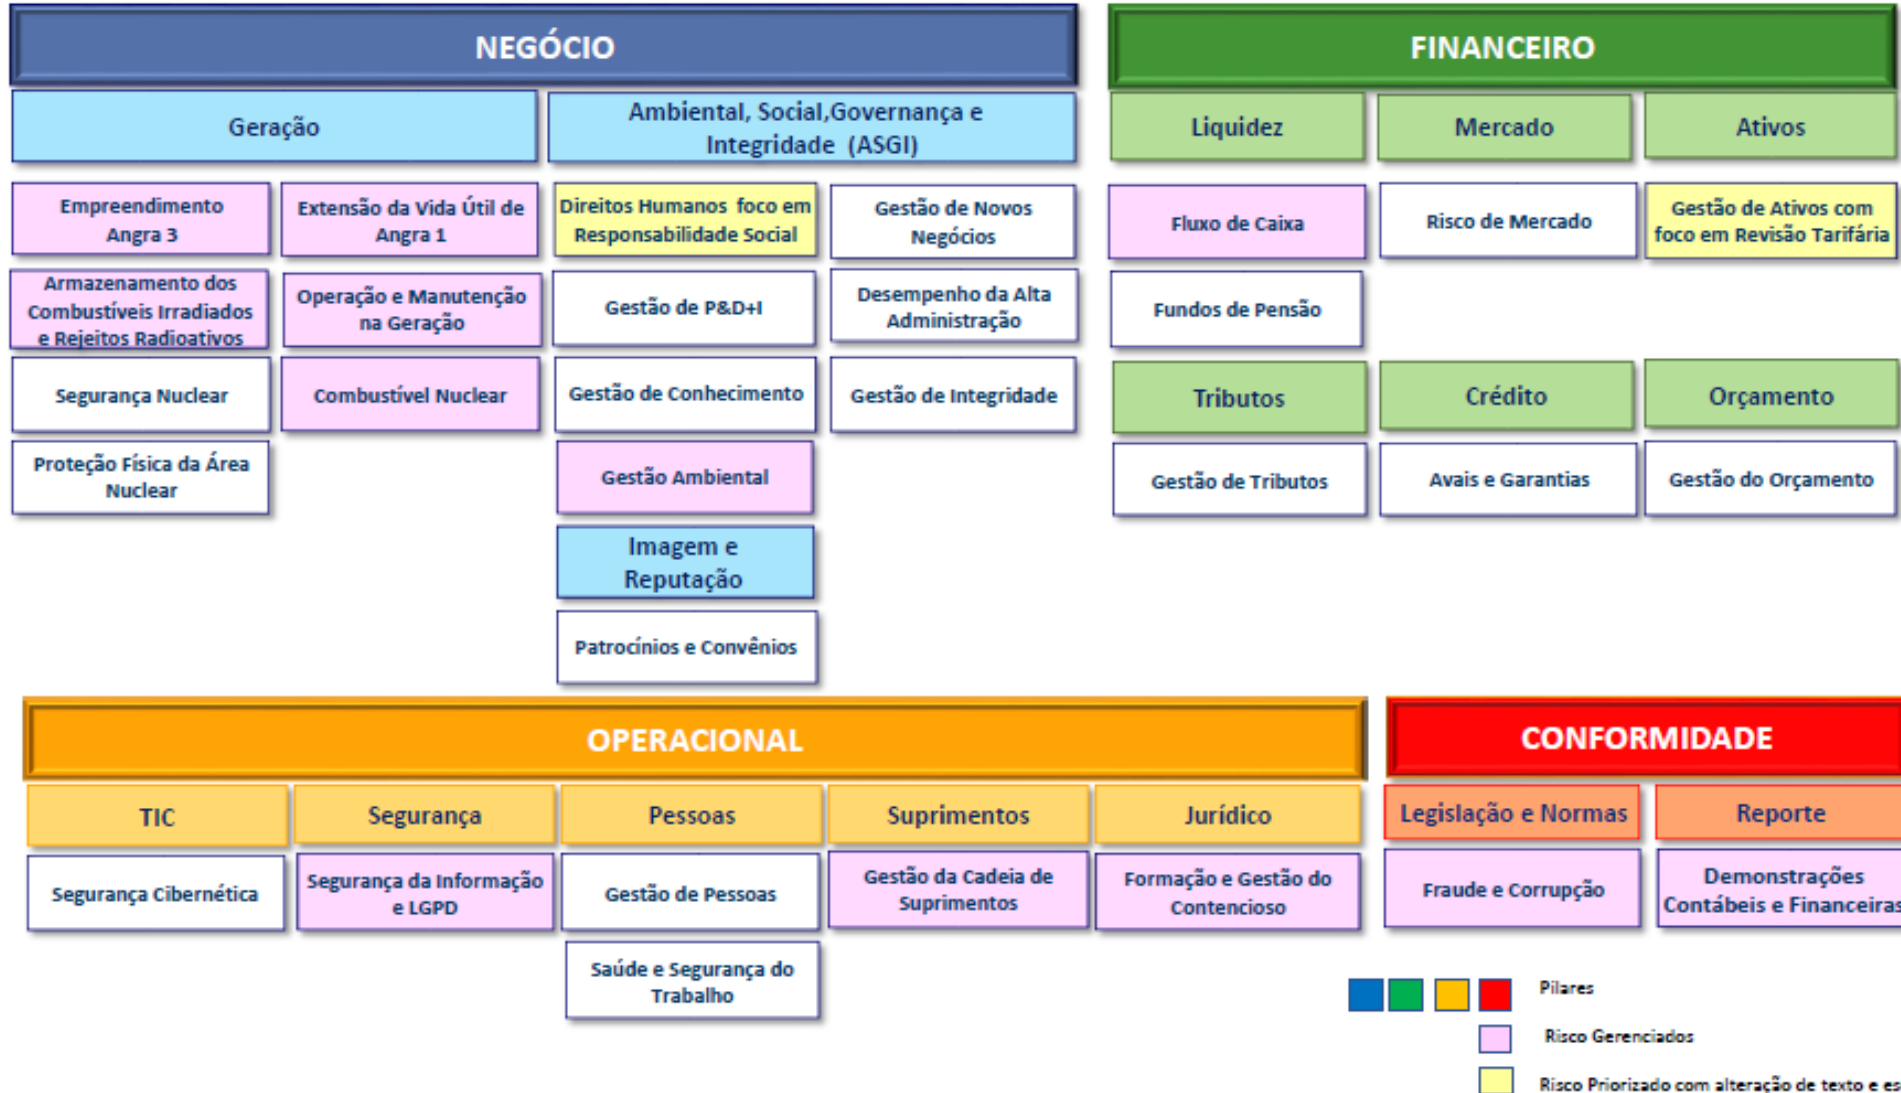 NEGÓCIO
Geração
Ambiental, Social,Governança e
Integridade (ASGI)
Empreendimento
Angra 3
Extensão da Vida Útil de
Angra 1
Direitos Humanos foco em
Responsabilidade Social
Gestão de Novos
Negócios
Armazenamento dos
Combustíveis Irradiados
e Rejeitos Radioativos
Operação e Manutenção
na Geração
Gestão de P&D+I
Desempenho da Alta
Administração
Segurança Nuclear
Combustível Nuclear
Gestão de Conhecimento
Gestão de Integridade
Proteção Física da Área
Nuclear
Gestão Ambiental
Imagem e
Reputação
Patrocínios e Convênios
FINANCEIRO
Liquidez
Mercado
Ativos
Fluxo de Caixa
Risco de Mercado
Gestão de Ativos com
foco em Revisão Tarifária
Fundos de Pensão
Tributos
Crédito
Orçamento
Gestão de Tributos
Avais e Garantias
Gestão do Orçamento
OPERACIONAL
TIC
Segurança
Pessoas
Suprimentos
Jurídico
Segurança Cibernética
Segurança da Informação
e LGPD
Gestão de Pessoas
Gestão da Cadeia de
Suprimentos
Formação e Gestão do
Contencioso
Saúde e Segurança do
Trabalho
CONFORMIDADE
Legislação e Normas
Reporte
Fraude e Corrupção
Demonstrações
Contábeis e Financeiras
Pilares
Risco Gerenciados
Risco Priorizado com alteração de texto e es